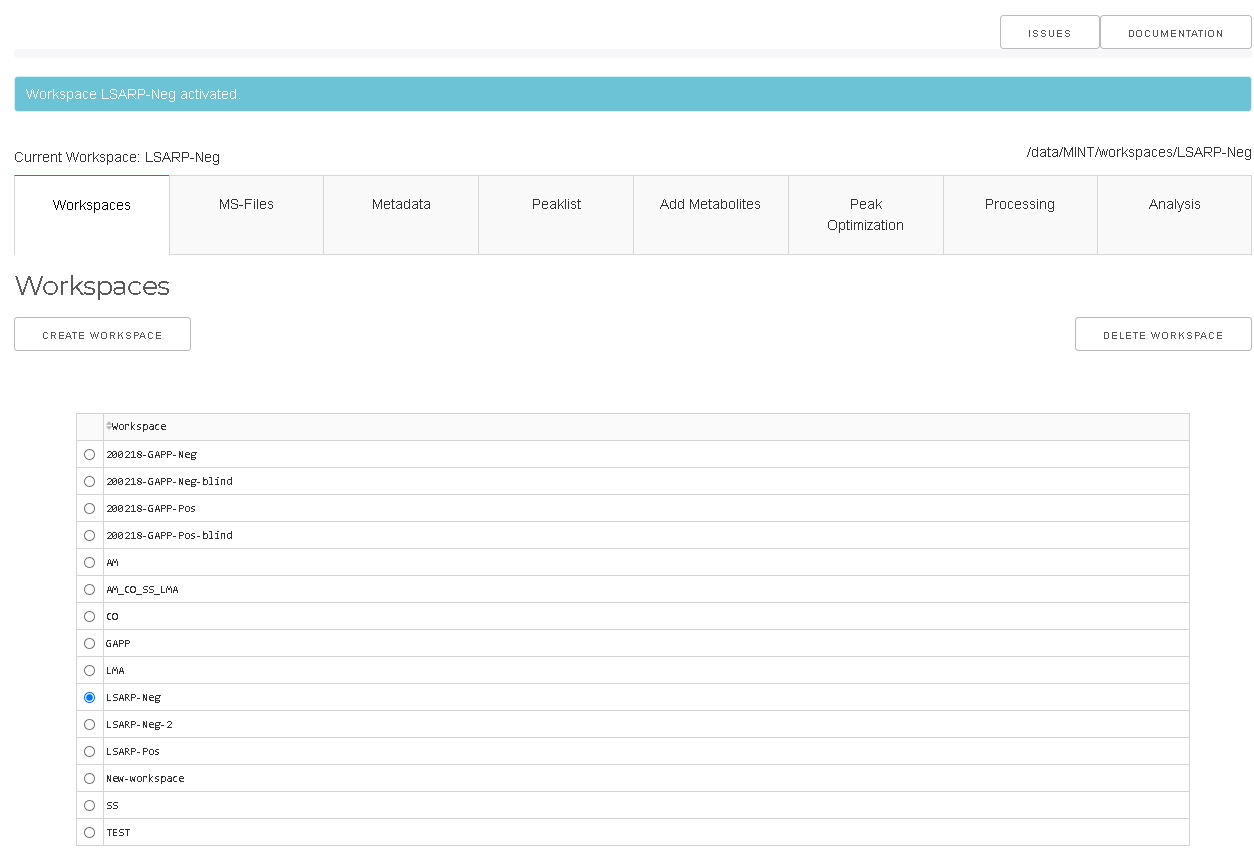 ISSUES DOCUMENTATION
Workspace LSARP-Neg activated.
Current Workspace: LSARP-Neg /data/MINT/workspaces/LSARP-Neg
Workspaces MS-Files Metadata Peaklist Add Metabolites Peak Optimization Processing Analysis
Workspaces
CREATE WORKSPACE DELETE WORKSPACE
Workspace
200218-GAPP-Neg
200218-GAPP-Neg-blind
200218-GAPP-Pos
200218-GAPP-Pos-blind
AM
AM_CO_SS_LMA
CO
GAPP
LMA
LSARP-Neg
LSARP-Neg-2
LSARP-Pos
New-workspace
SS
TEST